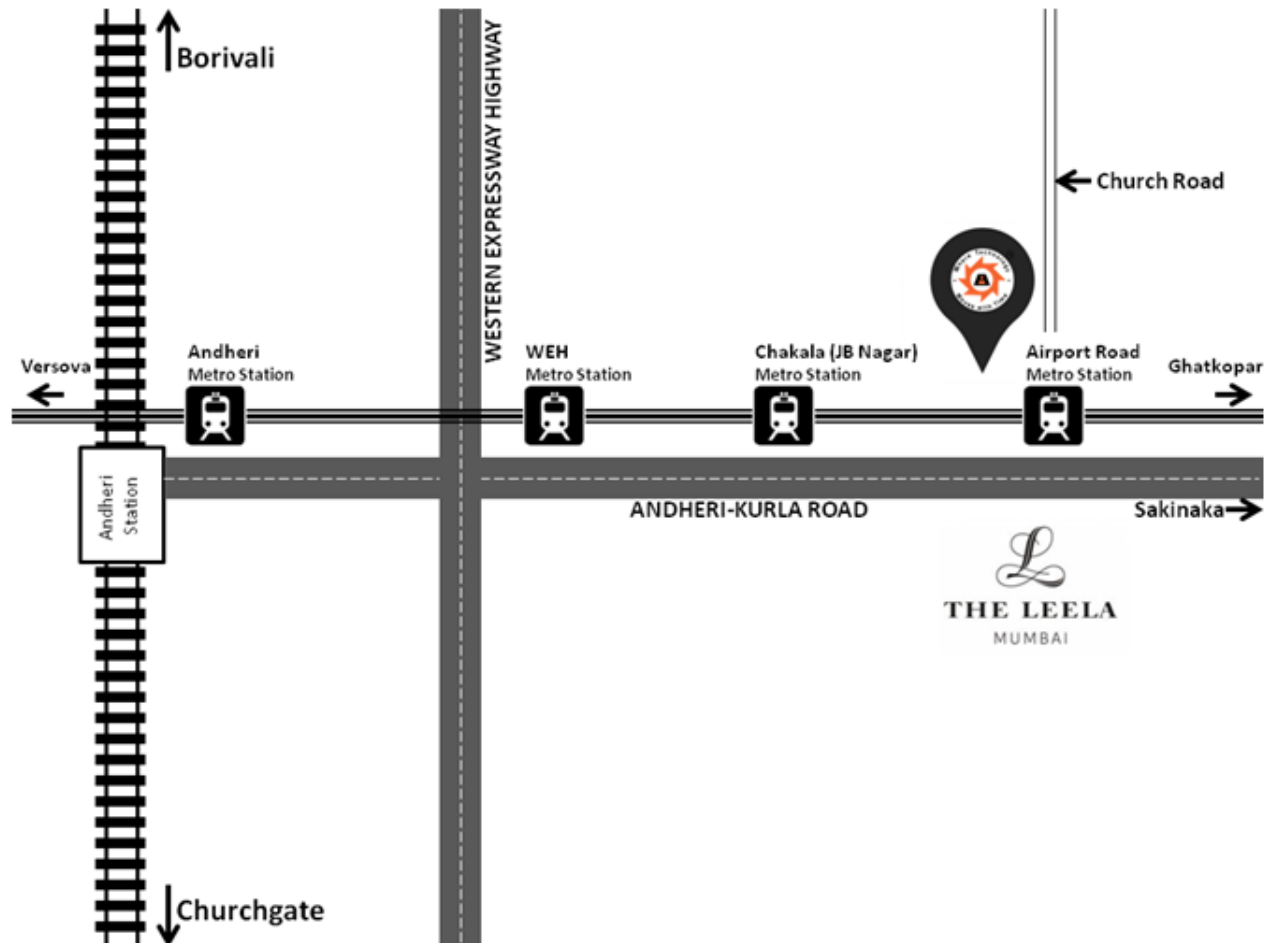 Borivali
WESTERN EXPRESSWAY HIGHWAY
Church Road
Versova
Andheri
Metro Station
WEH
Metro Station
Chakala (JB Nagar)
Metro Station
Airport Road
Metro Station
Ghatkopar
Andheri
Station
ANDHERI-KURLA ROAD
Sakinaka
L
THE LEELA
MUMBAI
Churchgate